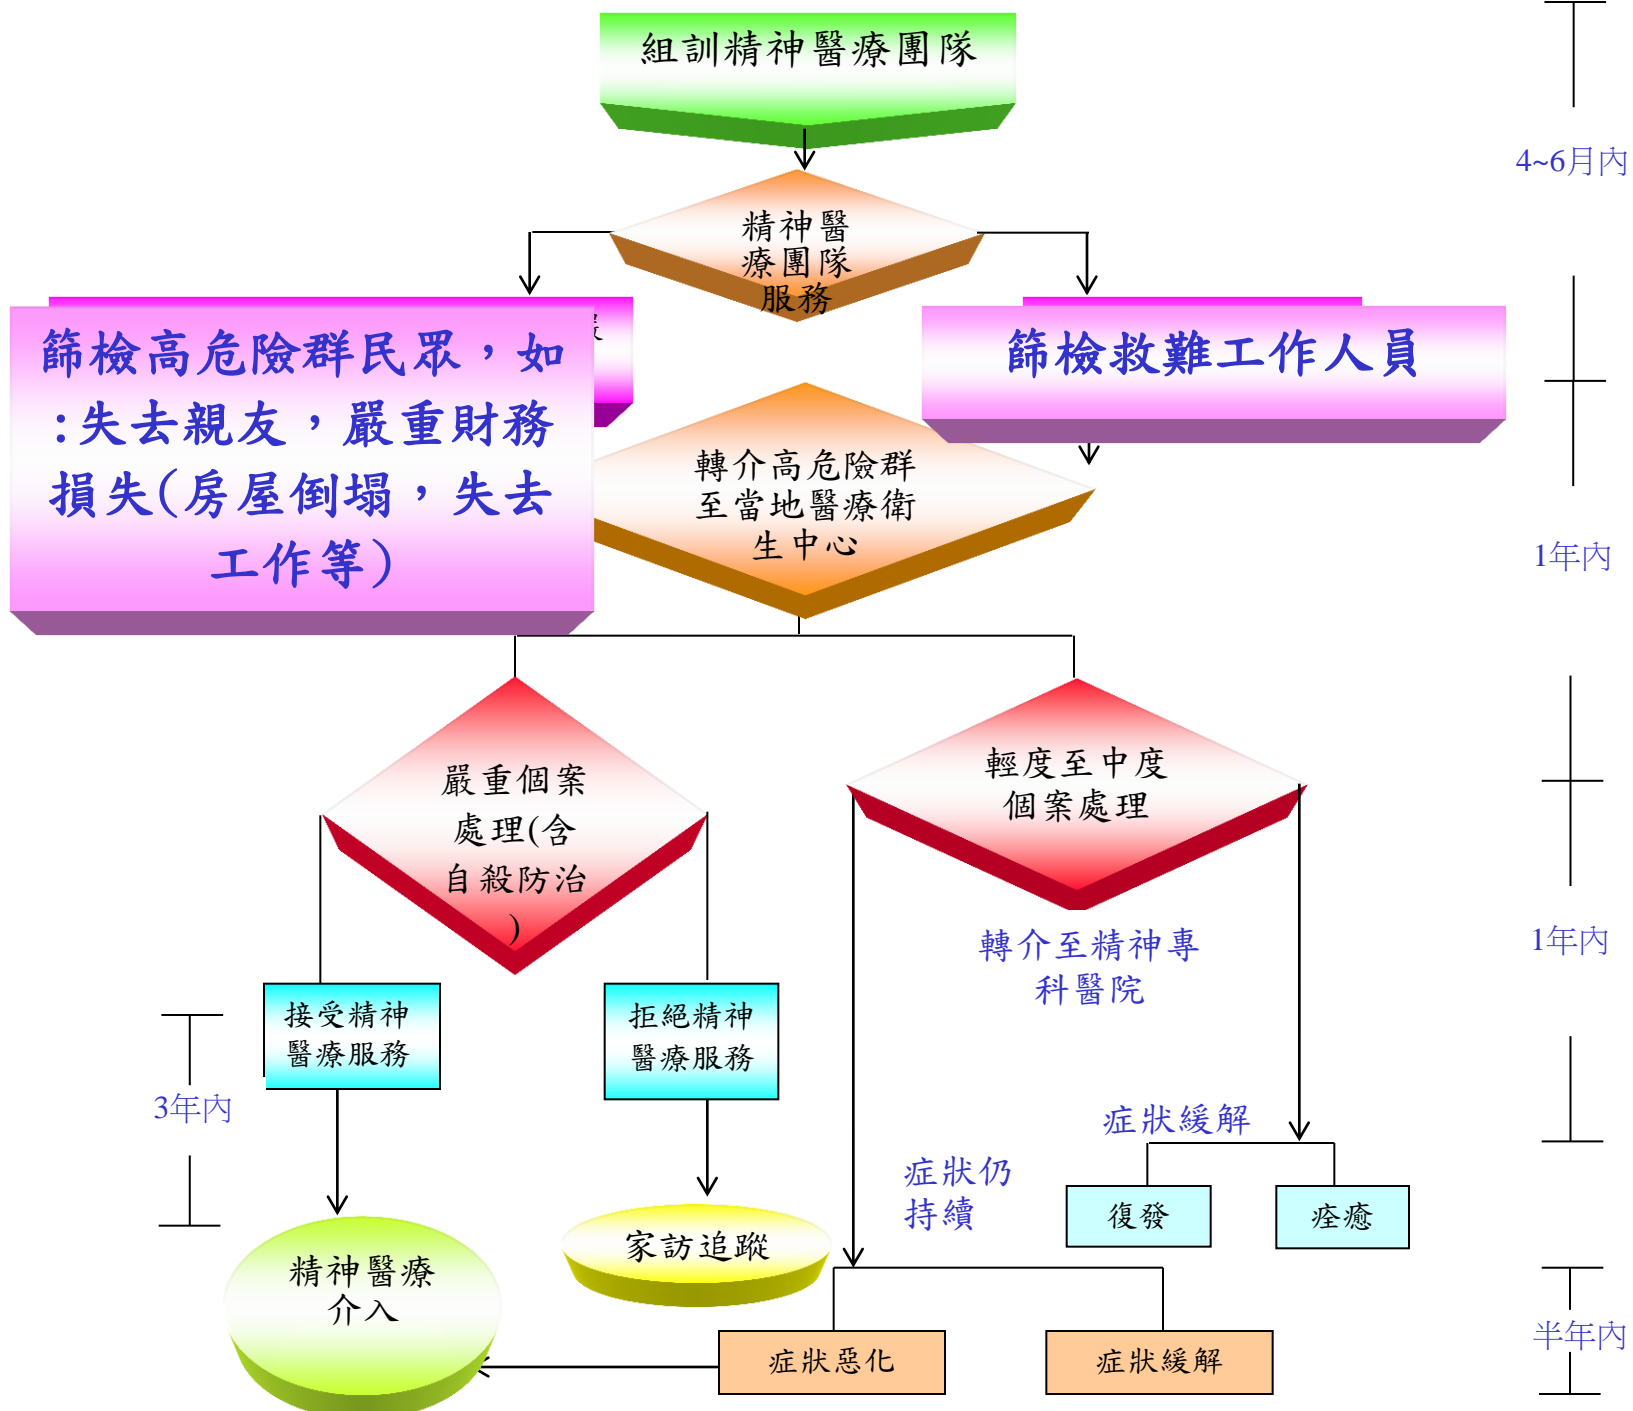 組訓精神醫療團隊
4~6月內
精神醫
療團隊
服務
篩檢高危險群民眾，如
:失去親友，嚴重財務
損失(房屋倒塌，失去
工作等)
篩檢救難工作人員
轉介高危險群
至當地醫療衛
生中心
1年內
嚴重個案
處理(含
自殺防治
)
輕度至中度
個案處理
轉介至精神專
科醫院
1年內
接受精神
醫療服務
拒絕精神
醫療服務
3年內
症狀緩解
症狀仍
持續
復發
痊癒
家訪追蹤
精神醫療
介入
症狀惡化
症狀緩解
半年內